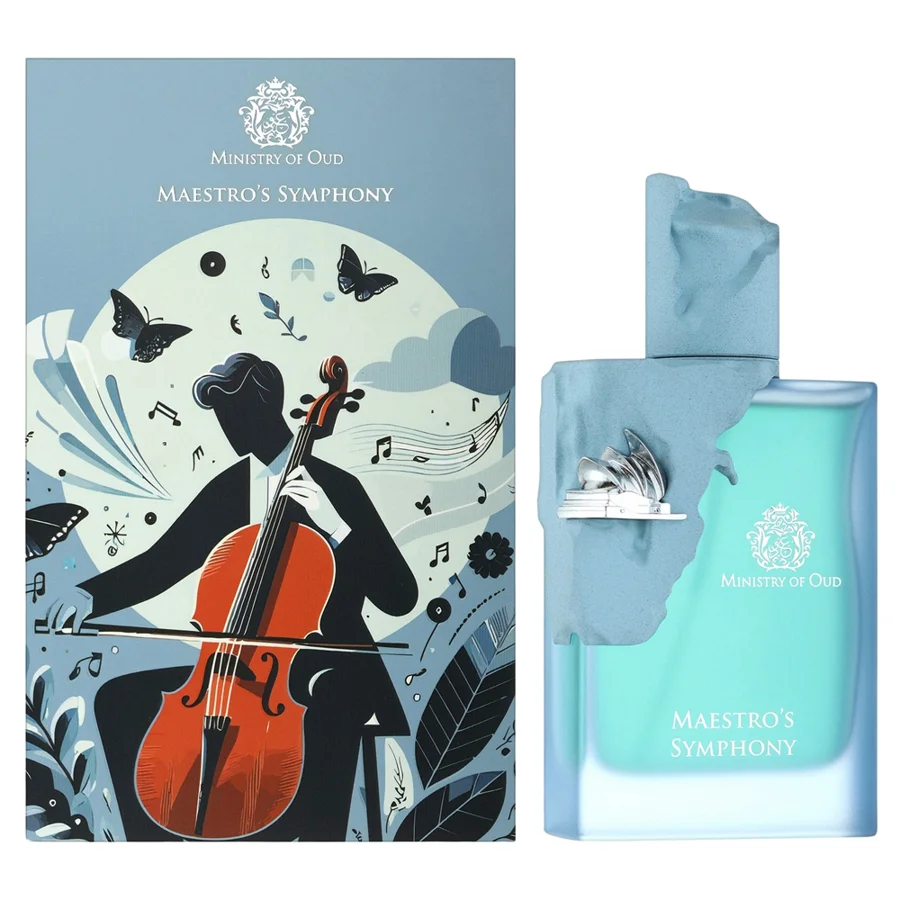 MINISTRY OF OUD
MAESTRO'S SYMPHONY
MINISTRY OF OUD
MAESTRO'S
SYMPHONY